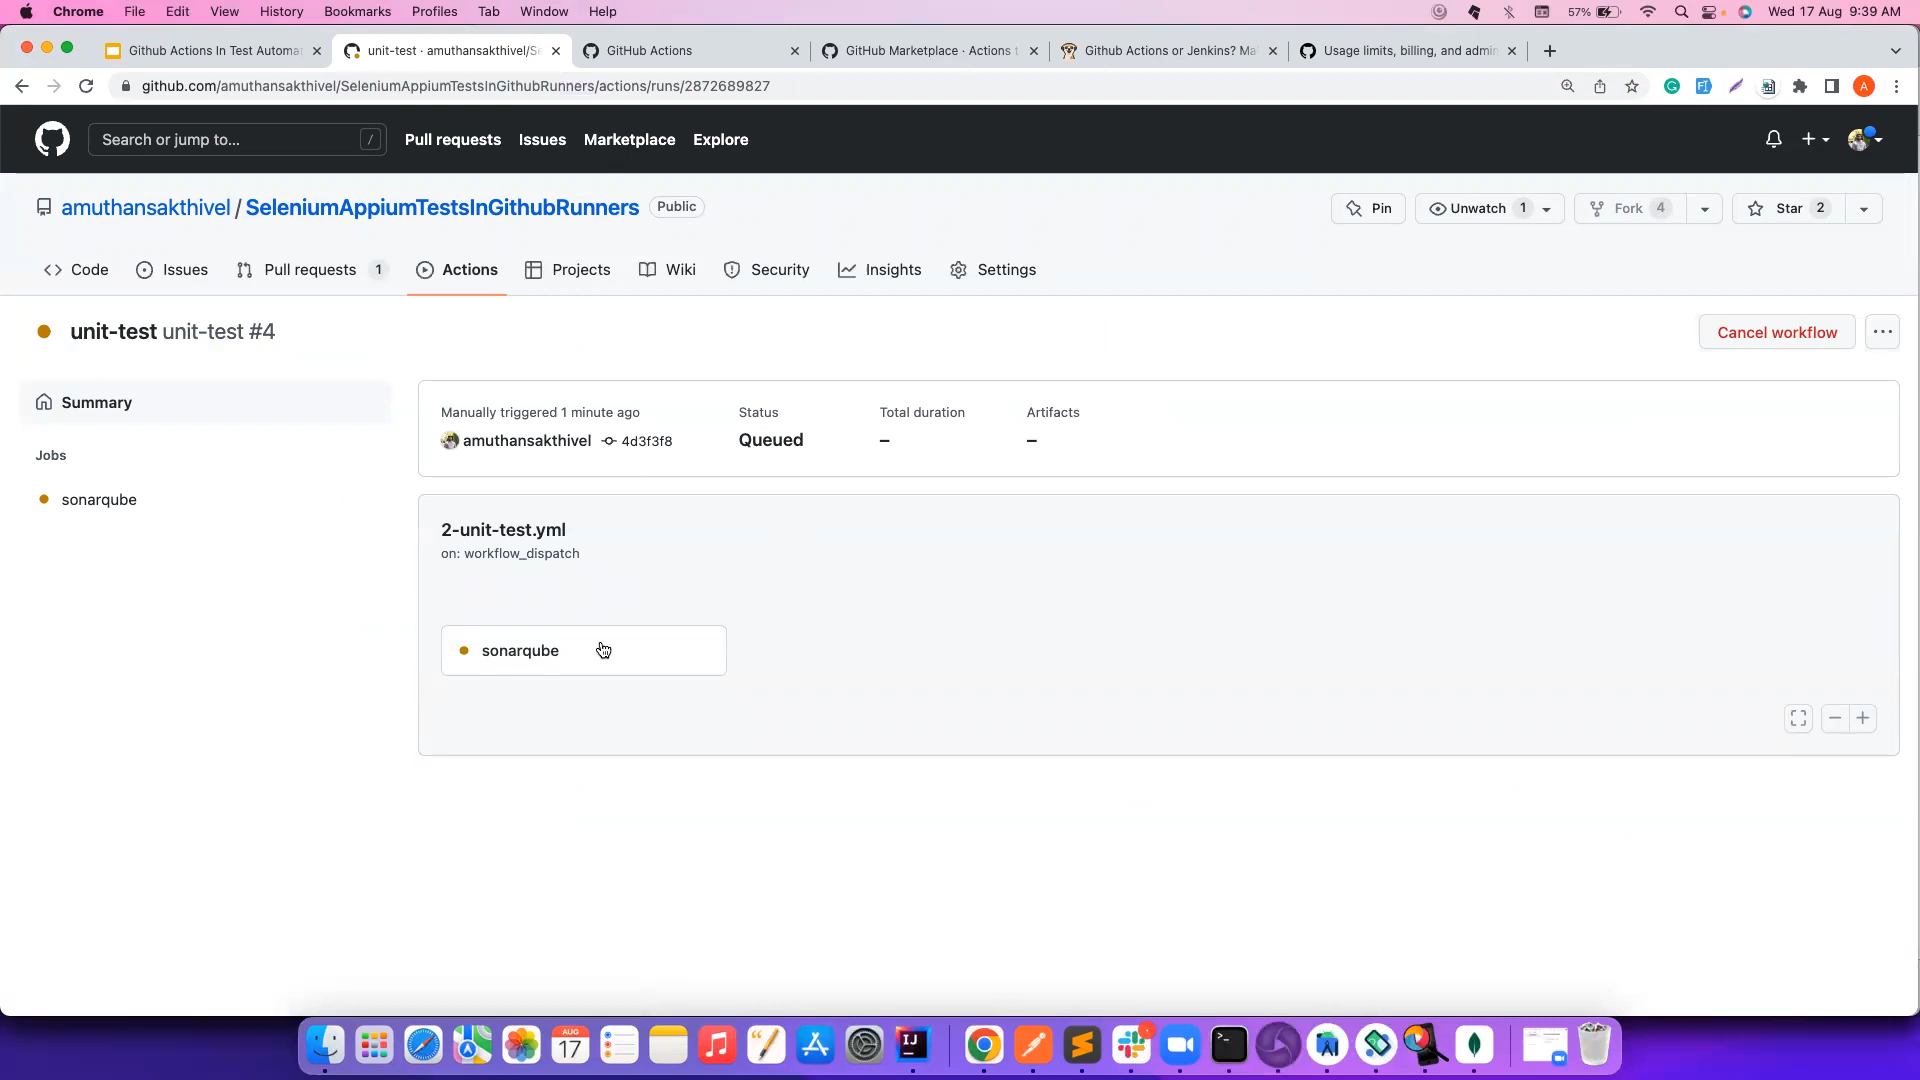 Chrome File Edit View History Bookmarks Profiles Tab Window Help 57% Wed 17 Aug 9:39 AM
Github Actions In Test Automa unit-test · amuthansakthivel/Se GitHub Actions GitHub Marketplace · Actions t Github Actions or Jenkins? Ma Usage limits, billing, and admin
github.com/amuthansakthivel/SeleniumAppiumTestsInGithubRunners/actions/runs/2872689827 A
Search or jump to... / Pull requests Issues Marketplace Explore
amuthansakthivel / SeleniumAppiumTestsInGithubRunners Public Pin Unwatch 1 Fork 4 Star 2
Code Issues Pull requests 1 Actions Projects Wiki Security Insights Settings
unit-test unit-test #4 Cancel workflow
Summary
Jobs
sonarqube
Manually triggered 1 minute ago Status Total duration Artifacts
amuthansakthivel 4d3f3f8 Queued – –
2-unit-test.yml
on: workflow_dispatch
sonarqube
AUG
17
IJ